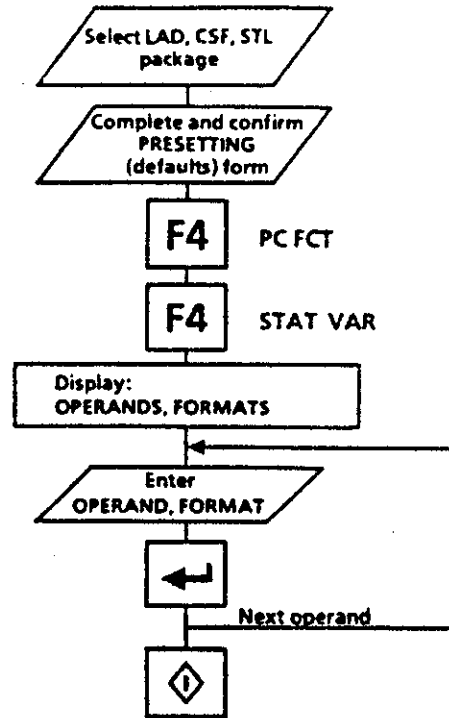 Select LAD, CSF, STL
package
Complete and confirm
PRESETTING
(defaults) form
F4 PC FCT
F4 STAT VAR
Display:
OPERANDS, FORMATS
Enter
OPERAND, FORMAT
Next operand